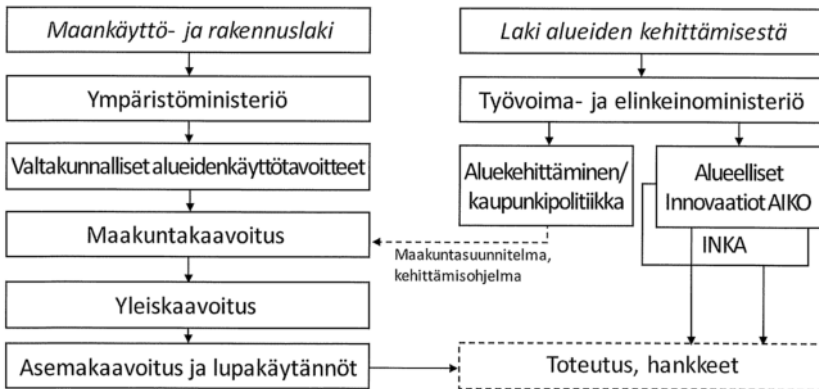 Maankäyttö- ja rakennuslaki
Ympäristöministeriö
Valtakunnalliset alueidenkäyttötavoitteet
Maakuntakaavoitus
Yleiskaavoitus
Asemakaavoitus ja lupakäytännöt
Laki alueiden kehittämisestä
Työvoima- ja elinkeinoministeriö
Aluekehittäminen/
kaupunkipolitiikka
Alueelliset
Innovaatiot AIKO
INKA
Maakuntasuunnitelma,
kehittämisohjelma
Toteutus, hankkeet